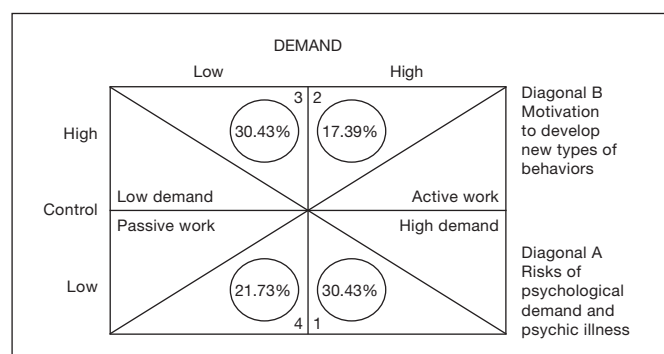 DEMAND
Low High
3 2
30.43% 17.39%
High
Diagonal B
Motivation
to develop
new types of
behaviors
Low demand Active work
Control
Passive work High demand
Low
21.73% 30.43%
4 1
Diagonal A
Risks of
psychological
demand and
psychic illness